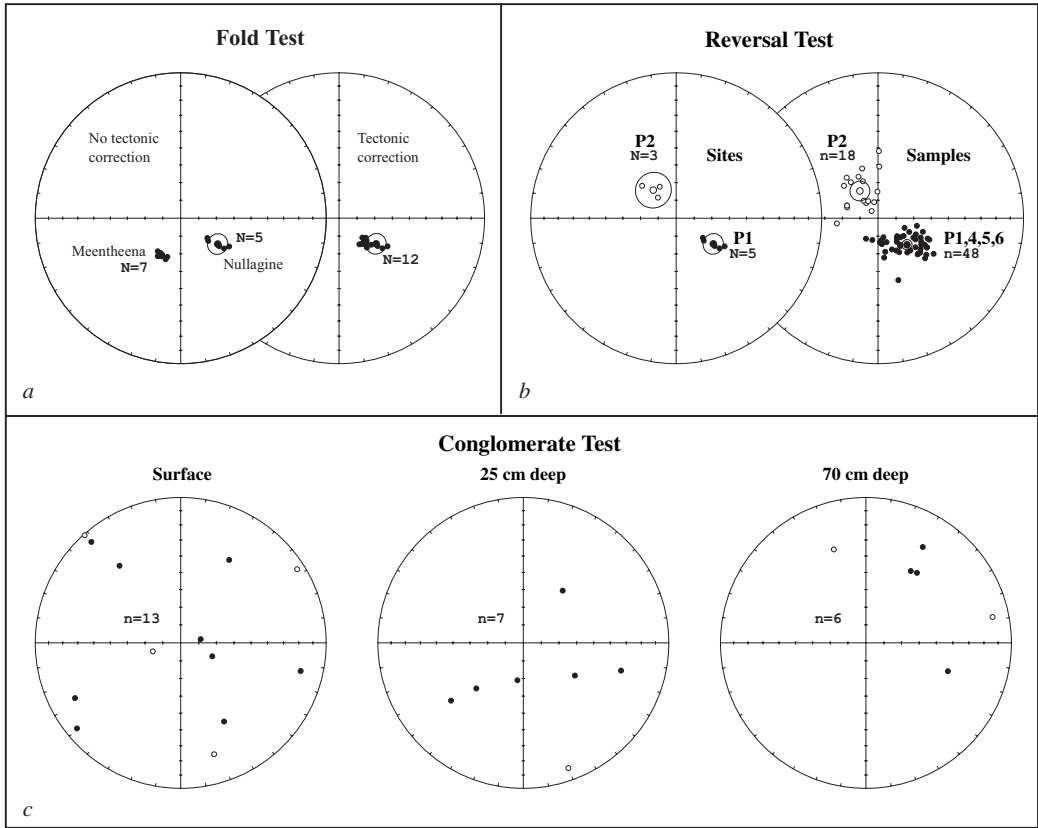 Fold Test
No tectonic
correction
Tectonic
correction
Meentheena
N=7
N=5
Nullagine
N=12
a
Reversal Test
P2
N=3
Sites
P1
N=5
P2
n=18
Samples
P1,4,5,6
n=48
b
Conglomerate Test
Surface
25 cm deep
70 cm deep
n=13
n=7
n=6
c